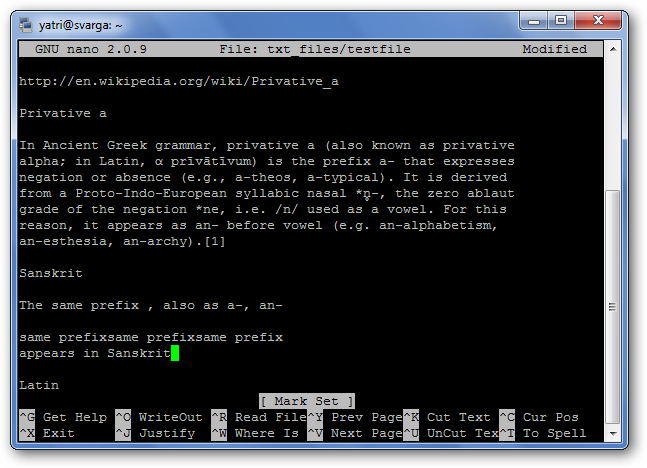 yatri@svarga: ~
GNU nano 2.0.9 File: txt_files/testfile Modified
http://en.wikipedia.org/wiki/Privative_a
Privative a
In Ancient Greek grammar, privative a (also known as privative
alpha; in Latin, α prīvātīvum) is the prefix a- that expresses
negation or absence (e.g., a-theos, a-typical). It is derived
from a Proto-Indo-European syllabic nasal *n̥-, the zero ablaut
grade of the negation *ne, i.e. /n/ used as a vowel. For this
reason, it appears as an- before vowel (e.g. an-alphabetism,
an-esthesia, an-archy).[1]
Sanskrit
The same prefix , also as a-, an-
same prefixsame prefixsame prefix
appears in Sanskrit
Latin
[ Mark Set ]
^G Get Help ^O WriteOut ^R Read File^Y Prev Page^K Cut Text ^C Cur Pos
^X Exit ^J Justify ^W Where Is ^V Next Page^U UnCut Tex^T To Spell